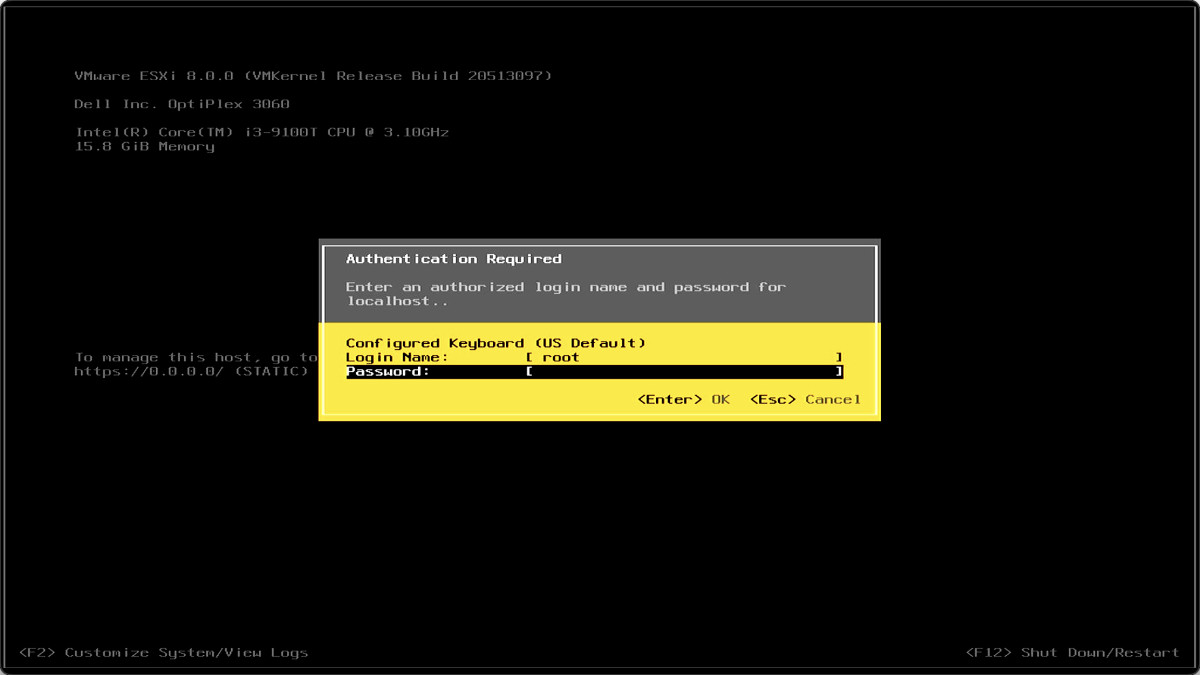 VMware ESXi 8.0.0 (VMKernel Release Build 20513097)
Dell Inc. OptiPlex 3060
Intel(R) Core(TM) i3-9100T CPU @ 3.10GHz
15.8 GiB Memory
Authentication Required
Enter an authorized login name and password for
localhost..
Configured Keyboard (US Default)
Login Name: [ root ]
Password: [ ]
<Enter> OK <Esc> Cancel
To manage this host, go to
https://0.0.0.0/ (STATIC)
<F2> Customize System/View Logs
<F12> Shut Down/Restart